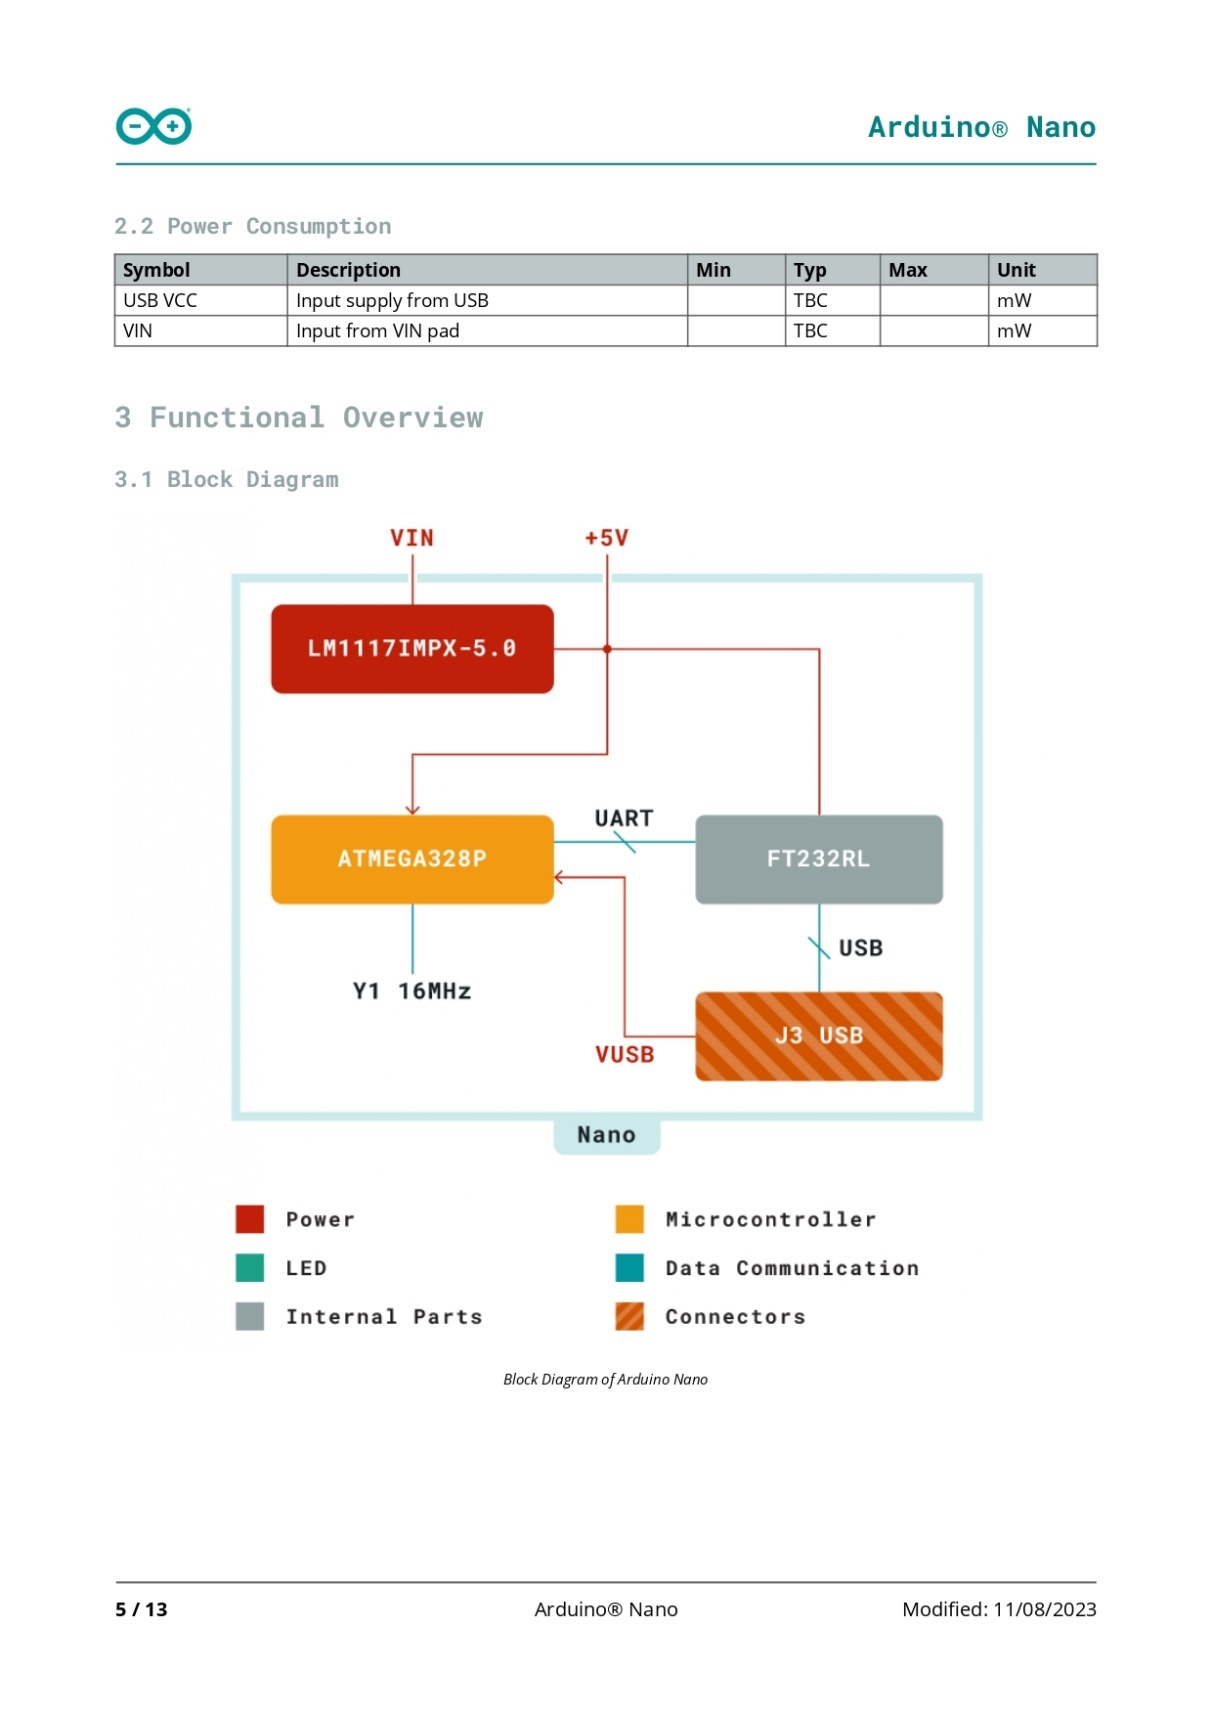 Arduino® Nano
2.2 Power Consumption
Symbol Description Min Typ Max Unit
USB VCC Input supply from USB TBC mW
VIN Input from VIN pad TBC mW
3 Functional Overview
3.1 Block Diagram
VIN +5V
LM1117IMPX-5.0
UART
ATMEGA328P FT232RL
USB
Y1 16MHz
J3 USB
VUSB
Nano
Power Microcontroller
LED Data Communication
Internal Parts Connectors
Block Diagram of Arduino Nano
5 / 13 Arduino® Nano Modified: 11/08/2023